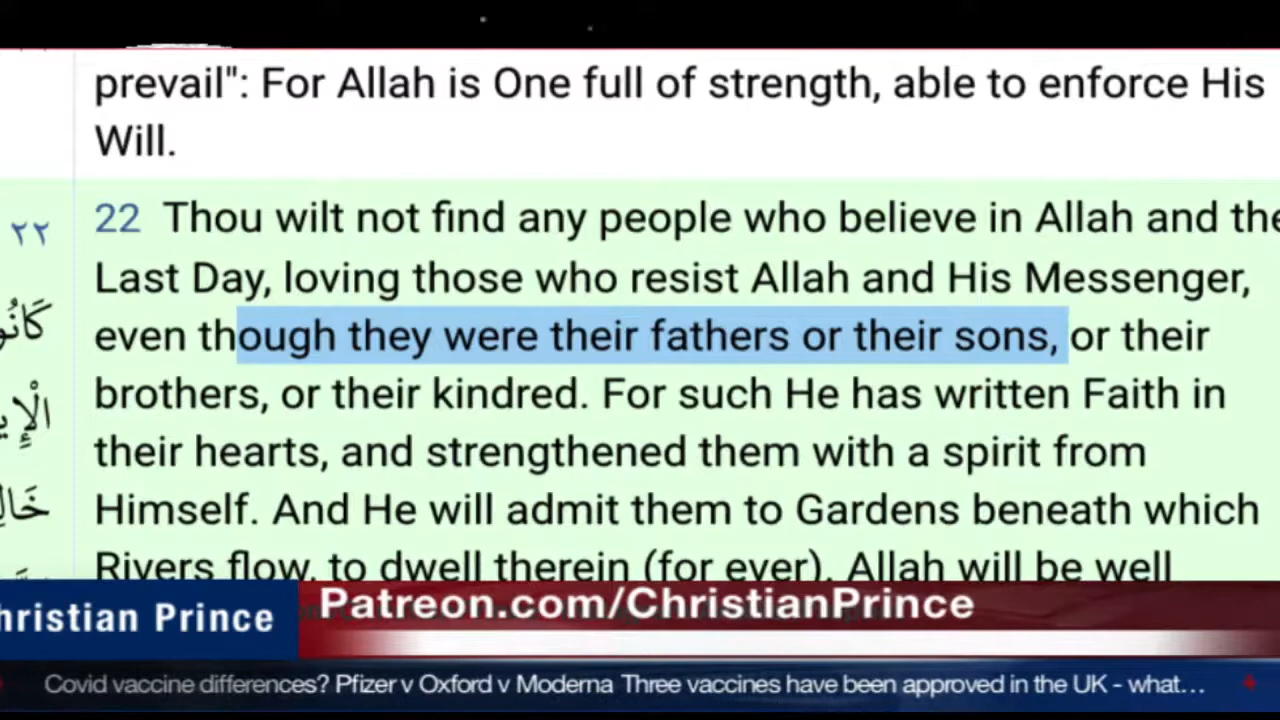 prevail": For Allah is One full of strength, able to enforce His
Will.
٢٢
22 Thou wilt not find any people who believe in Allah and the
Last Day, loving those who resist Allah and His Messenger,
even though they were their fathers or their sons, or their
brothers, or their kindred. For such He has written Faith in
their hearts, and strengthened them with a spirit from
Himself. And He will admit them to Gardens beneath which
Rivers flow, to dwell therein (for ever). Allah will be well
hristian Prince
Patreon.com/ChristianPrince
Covid vaccine differences? Pfizer v Oxford v Moderna Three vaccines have been approved in the UK - what...